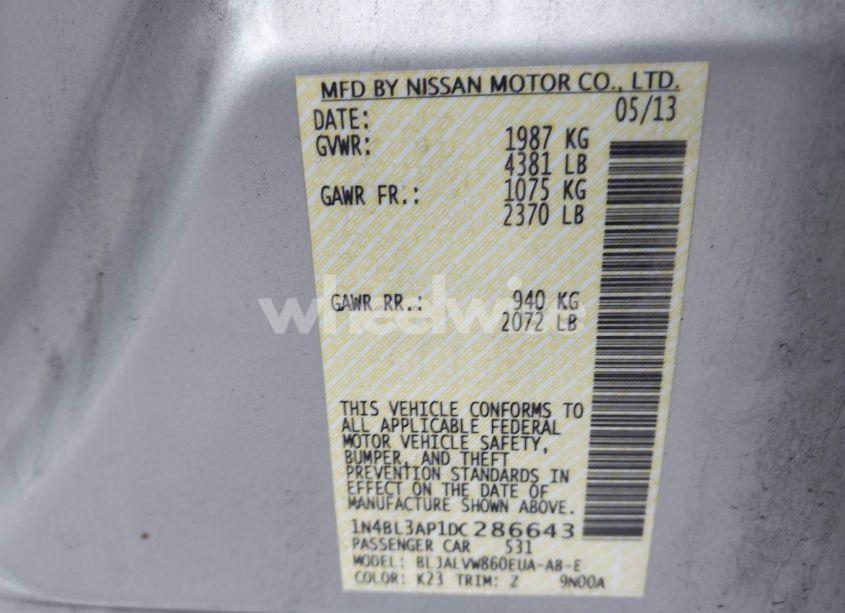 MFD BY NISSAN MOTOR CO., LTD.
DATE: 05/13
GVWR: 1987 KG
4381 LB
GAWR FR.: 1075 KG
2370 LB
GAWR RR.: 940 KG
2072 LB
wheelwise
THIS VEHICLE CONFORMS TO
ALL APPLICABLE FEDERAL
MOTOR VEHICLE SAFETY,
BUMPER, AND THEFT
PREVENTION STANDARDS IN
EFFECT ON THE DATE OF
MANUFACTURE SHOWN ABOVE.
1N4BL3AP1DC286643
PASSENGER CAR 531
MODEL: BLJALVW860EUA-A8-E
COLOR: K23 TRIM: Z 9N00A